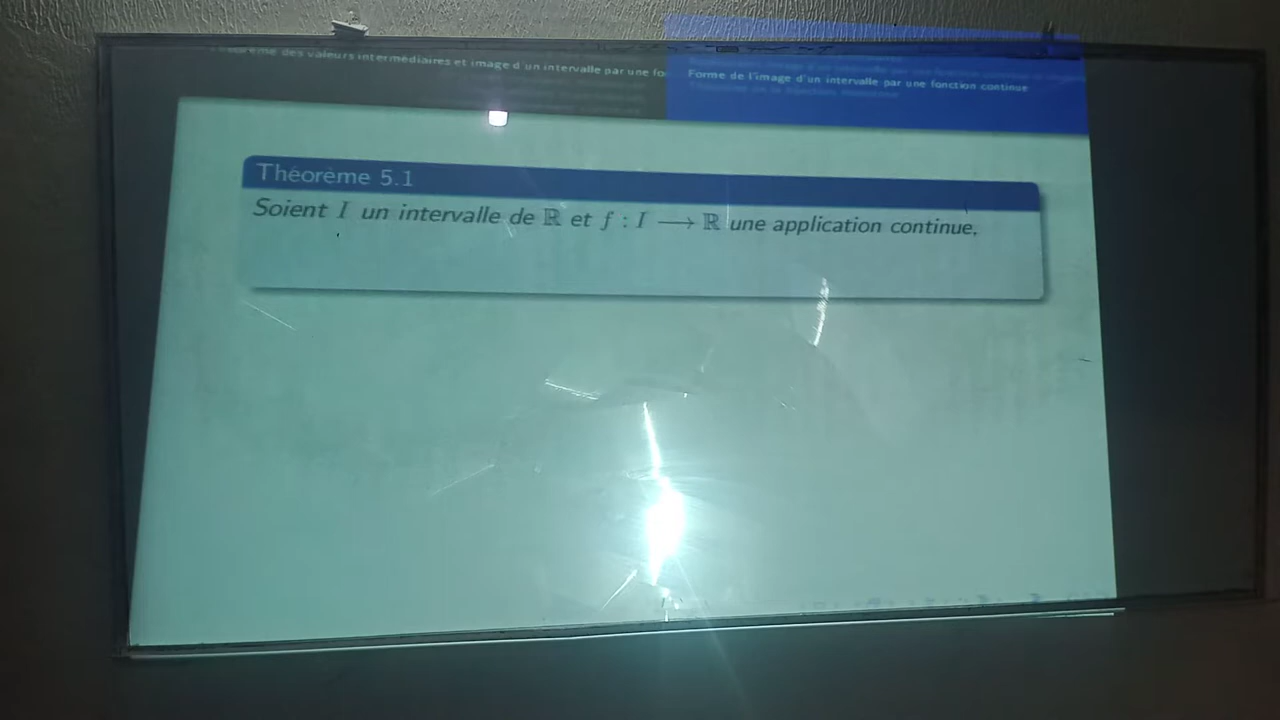 des valeurs intermédiaires et image d'un intervalle par une fo
Forme de l'image d'un intervalle par une fonction continue
Théorème 5.1
Soient I un intervalle de ℝ et f : I ⟶ ℝ une application continue.